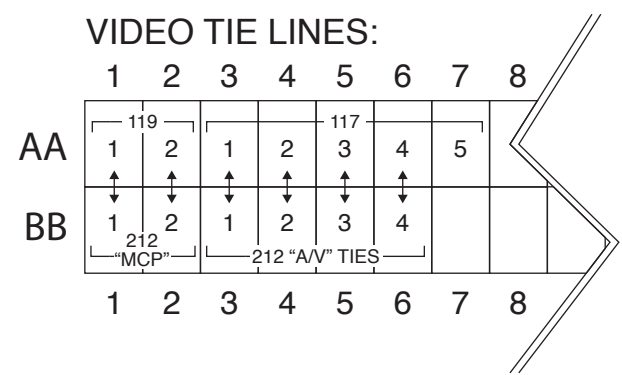 VIDEO TIE LINES:
1 2 3 4 5 6 7 8
119 117
AA 1 2 1 2 3 4 5
BB 1 2 1 2 3 4
212
“MCP” 212 “A/V” TIES
1 2 3 4 5 6 7 8